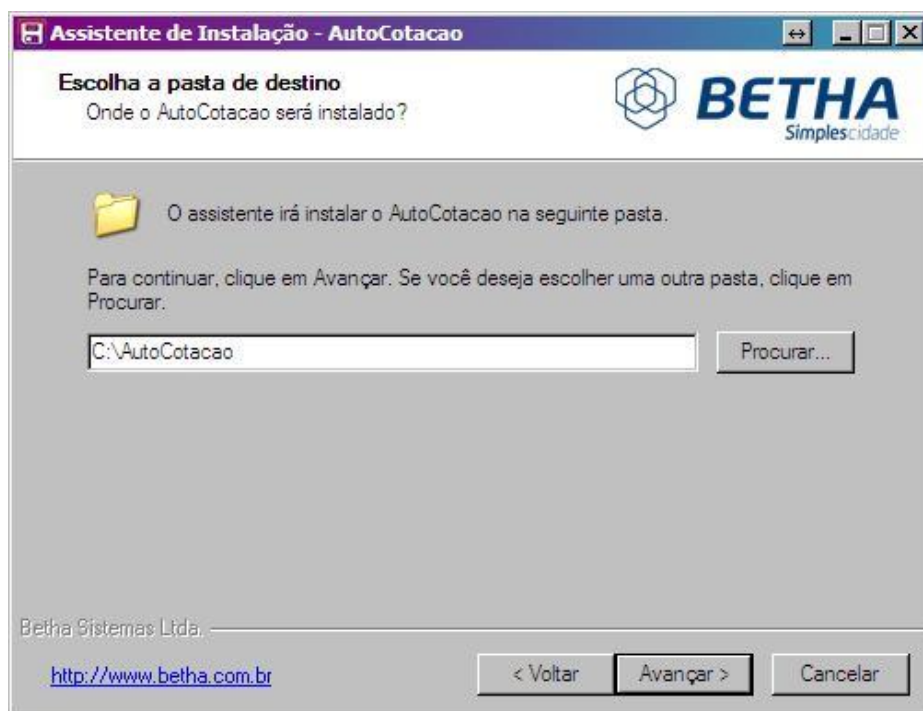 Assistente de Instalação - AutoCotacao
Escolha a pasta de destino
Onde o AutoCotacao será instalado?
BETHA
Simplescidade
O assistente irá instalar o AutoCotacao na seguinte pasta.
Para continuar, clique em Avançar. Se você deseja escolher uma outra pasta, clique em
Procurar.
C:\AutoCotacao
Procurar...
Betha Sistemas Ltda.
http://www.betha.com.br
< Voltar
Avançar >
Cancelar